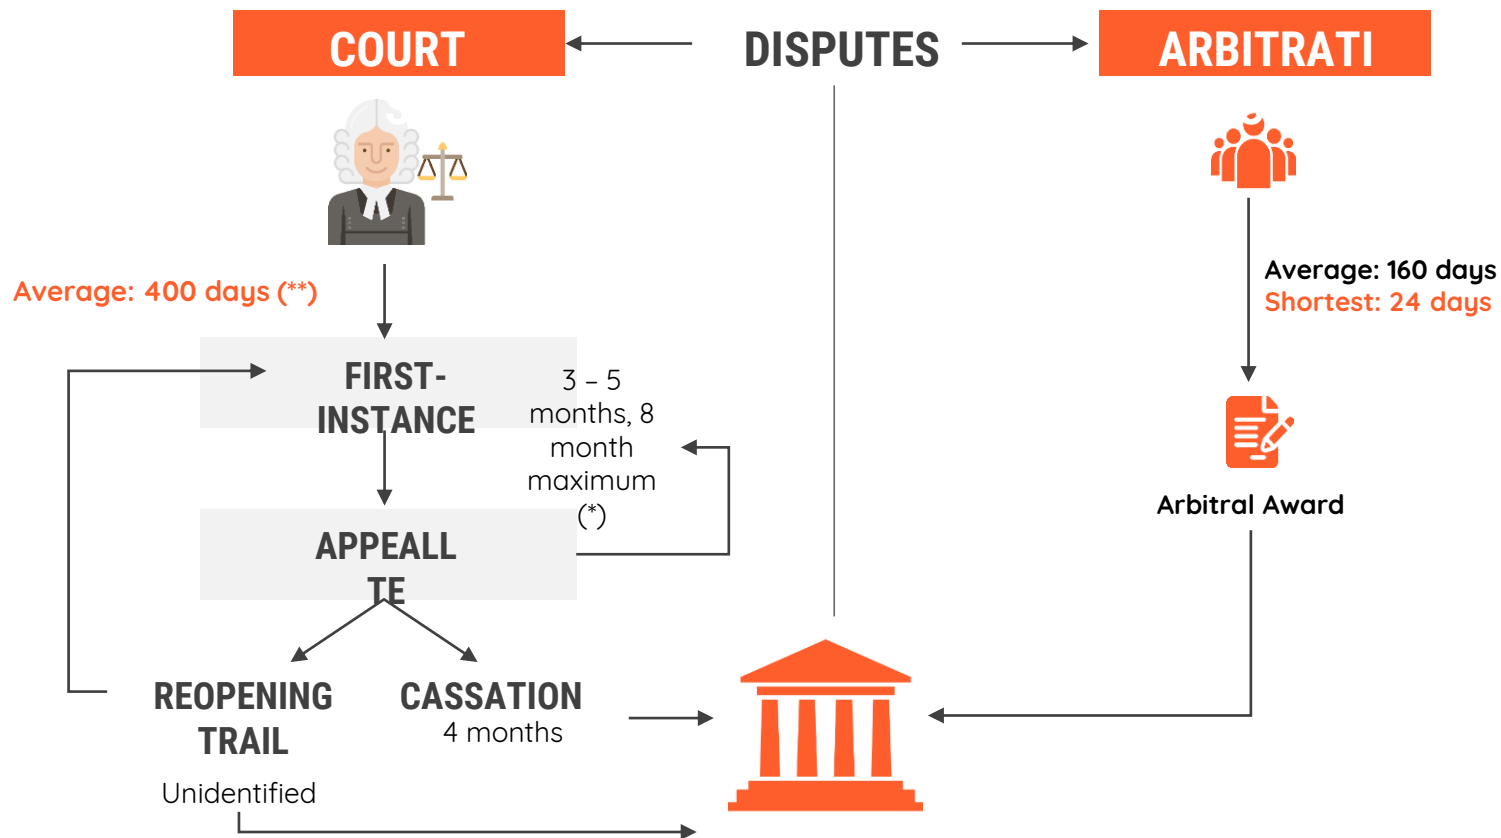 COURT
DISPUTES
ARBITRATI
Average: 400 days (**)
Average: 160 days
Shortest: 24 days
FIRST-
INSTANCE
3 – 5
months, 8
month
maximum
(*)
APPEALL
TE
Arbitral Award
REOPENING
TRAIL
Unidentified
CASSATION
4 months